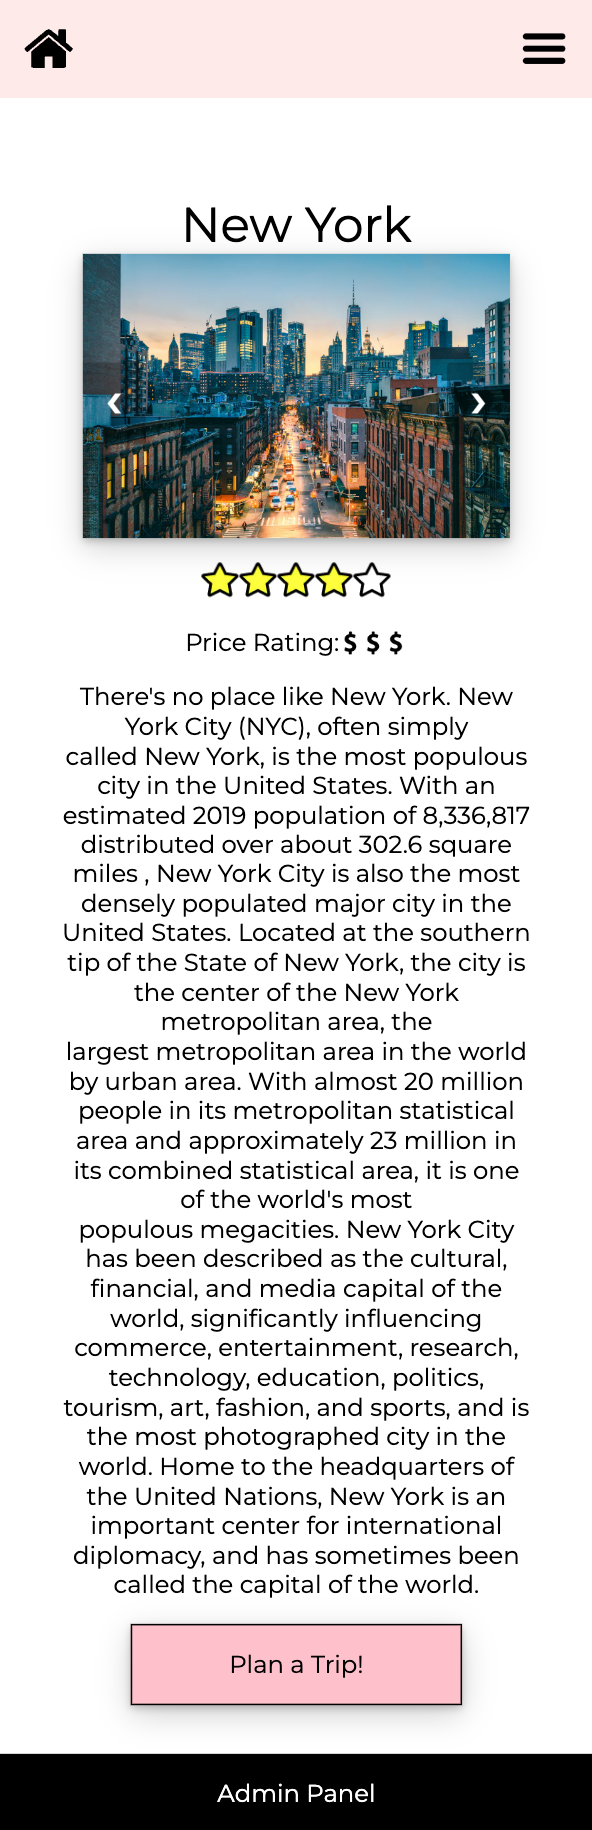 New York
Price Rating: $ $ $
There's no place like New York. New
York City (NYC), often simply
called New York, is the most populous
city in the United States. With an
estimated 2019 population of 8,336,817
distributed over about 302.6 square
miles , New York City is also the most
densely populated major city in the
United States. Located at the southern
tip of the State of New York, the city is
the center of the New York
metropolitan area, the
largest metropolitan area in the world
by urban area. With almost 20 million
people in its metropolitan statistical
area and approximately 23 million in
its combined statistical area, it is one
of the world's most
populous megacities. New York City
has been described as the cultural,
financial, and media capital of the
world, significantly influencing
commerce, entertainment, research,
technology, education, politics,
tourism, art, fashion, and sports, and is
the most photographed city in the
world. Home to the headquarters of
the United Nations, New York is an
important center for international
diplomacy, and has sometimes been
called the capital of the world.
Plan a Trip!
Admin Panel